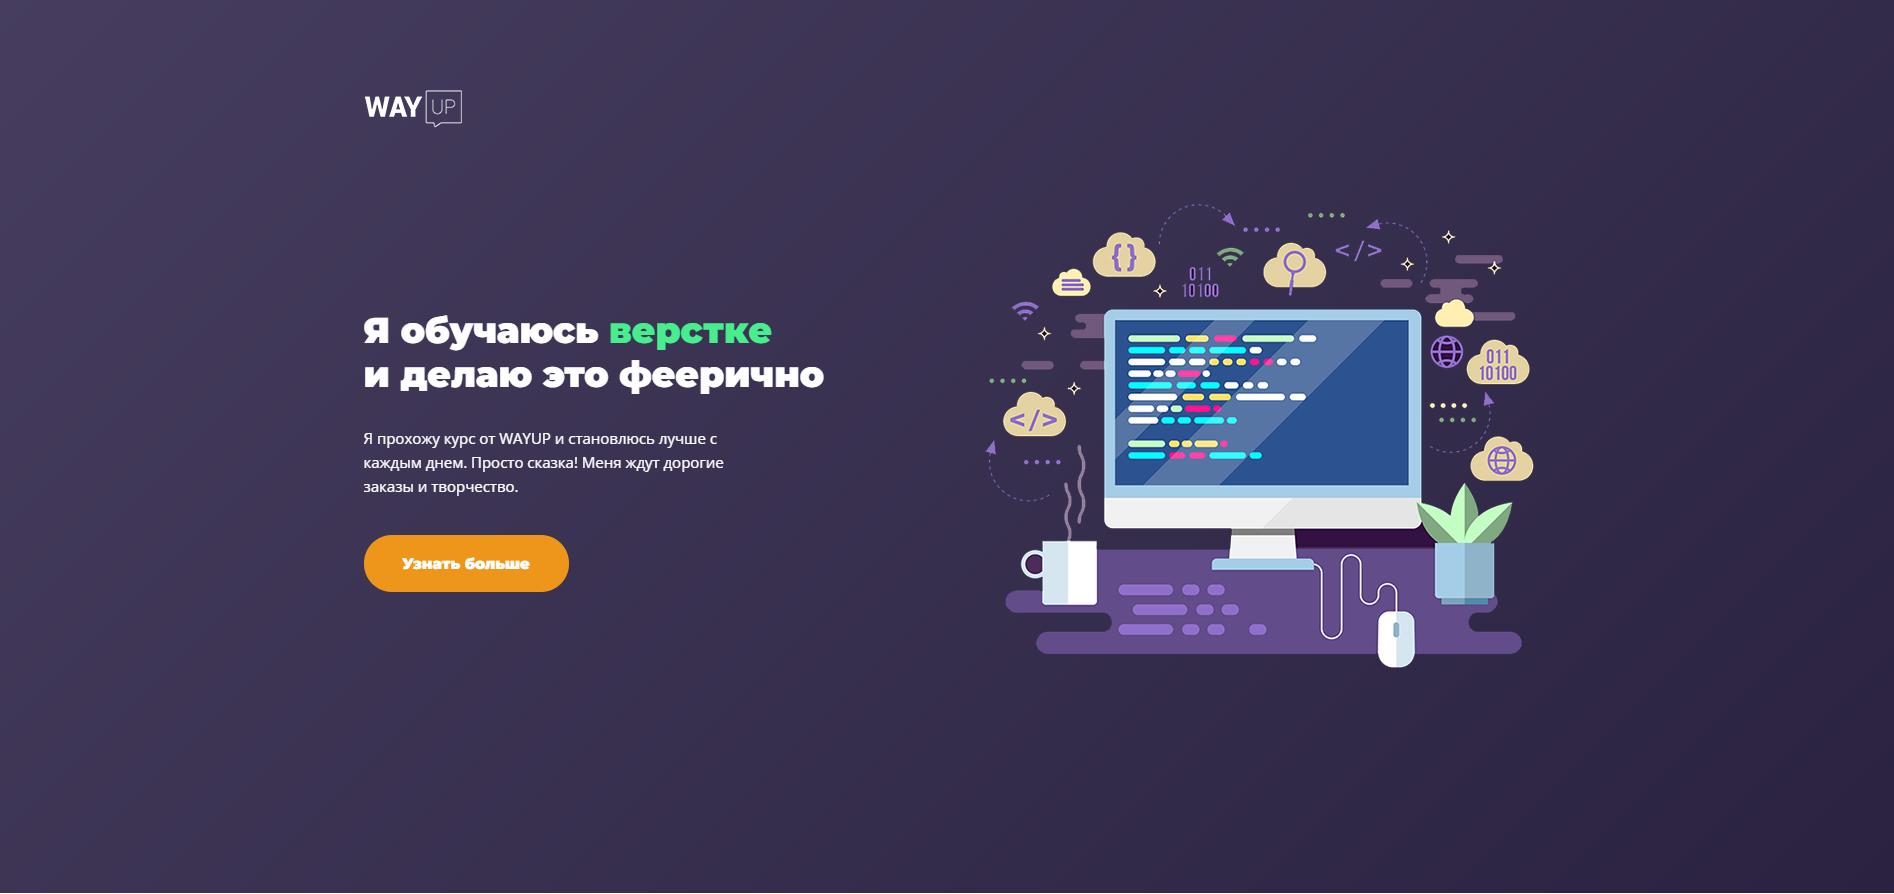 WAY UP
Я обучаюсь верстке
и делаю это феерично
Я прохожу курс от WAYUP и становлюсь лучше с
каждым днем. Просто сказка! Меня ждут дорогие
заказы и творчество.
Узнать больше
{ }
</>
011
10100
011
10100
</>